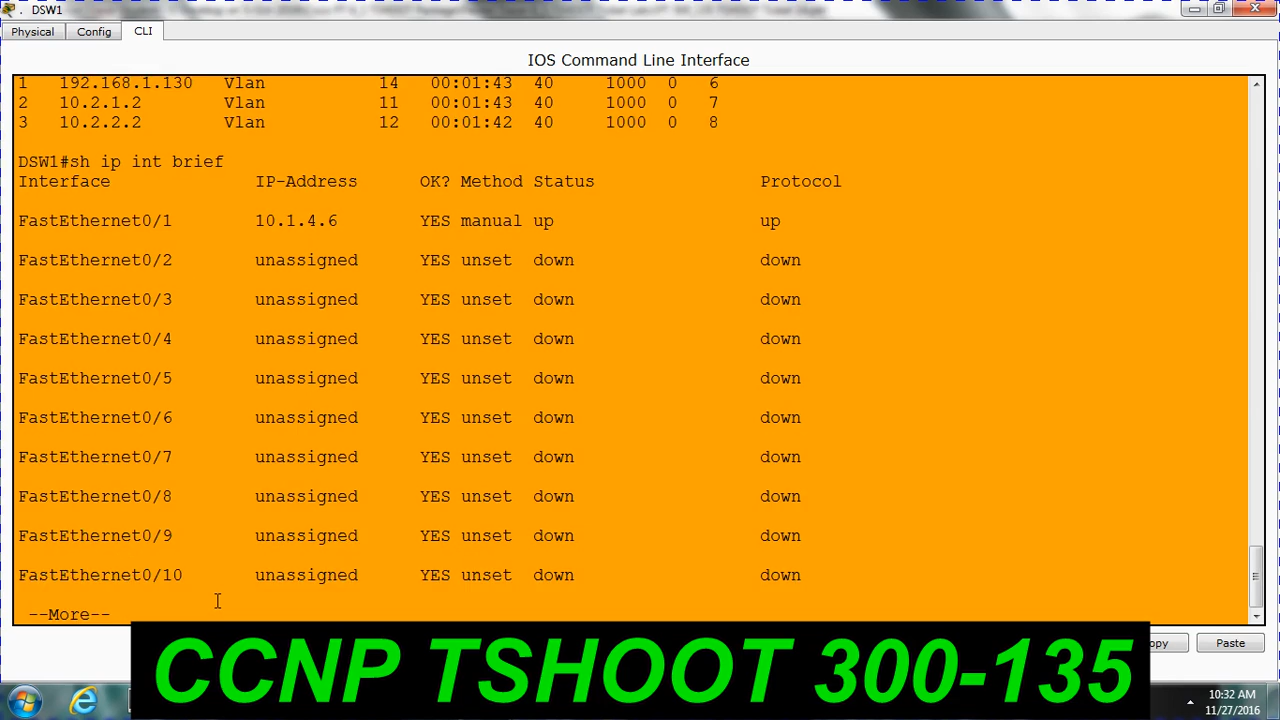 DSW1
Physical Config CLI
IOS Command Line Interface
1 192.168.1.130 Vlan 14 00:01:43 40 1000 0 6
2 10.2.1.2 Vlan 11 00:01:43 40 1000 0 7
3 10.2.2.2 Vlan 12 00:01:42 40 1000 0 8
DSW1#sh ip int brief
Interface IP-Address OK? Method Status Protocol
FastEthernet0/1 10.1.4.6 YES manual up up
FastEthernet0/2 unassigned YES unset down down
FastEthernet0/3 unassigned YES unset down down
FastEthernet0/4 unassigned YES unset down down
FastEthernet0/5 unassigned YES unset down down
FastEthernet0/6 unassigned YES unset down down
FastEthernet0/7 unassigned YES unset down down
FastEthernet0/8 unassigned YES unset down down
FastEthernet0/9 unassigned YES unset down down
FastEthernet0/10 unassigned YES unset down down
--More--
opy Paste
CCNP TSHOOT 300-135
10:32 AM
11/27/2016